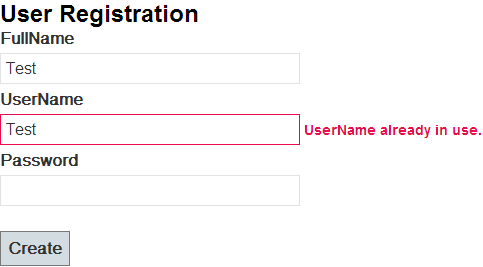 User Registration
FullName
Test
UserName
Test UserName already in use.
Password
Create